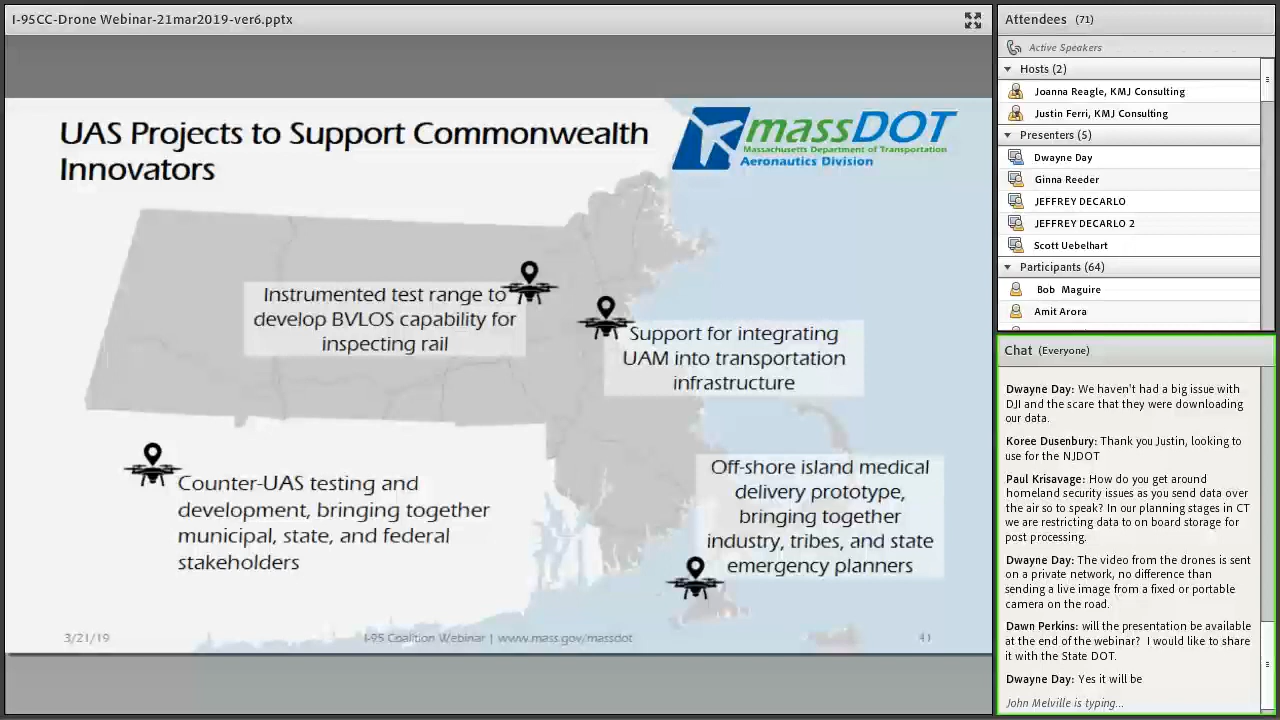 I-95CC-Drone Webinar-21mar2019-ver6.pptx
UAS Projects to Support Commonwealth
Innovators
massDOT
Massachusetts Department of Transportation
Aeronautics Division
Instrumented test range to
develop BVLOS capability for
inspecting rail
Support for integrating
UAM into transportation
infrastructure
Counter-UAS testing and
development, bringing together
municipal, state, and federal
stakeholders
Off-shore island medical
delivery prototype,
bringing together
industry, tribes, and state
emergency planners
3/21/19
I-95 Coalition Webinar | www.mass.gov/massdot
41
Attendees (71)
Active Speakers
Hosts (2)
Joanna Reagle, KMJ Consulting
Justin Ferri, KMJ Consulting
Presenters (5)
Dwayne Day
Ginna Reeder
JEFFREY DECARLO
JEFFREY DECARLO 2
Scott Uebelhart
Participants (64)
Bob Maguire
Amit Arora
Chat (Everyone)
Dwayne Day: We haven't had a big issue with
DJI and the scare that they were downloading
our data.
Koree Dusenbury: Thank you Justin, looking to
use for the NJDOT
Paul Krisavage: How do you get around
homeland security issues as you send data over
the air so to speak? In our planning stages in CT
we are restricting data to on board storage for
post processing.
Dwayne Day: The video from the drones is sent
on a private network, no difference than
sending a live image from a fixed or portable
camera on the road.
Dawn Perkins: will the presentation be available
at the end of the webinar? I would like to share
it with the State DOT.
Dwayne Day: Yes it will be
John Melville is typing...